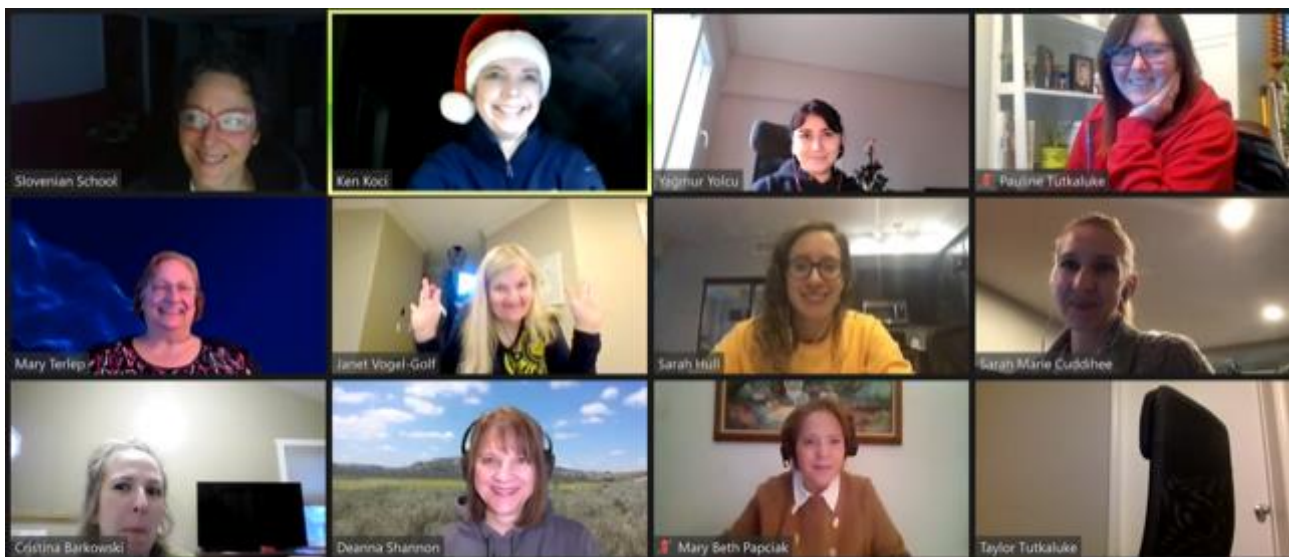 Slovenian School
Ken Koci
Yağmur Yolcu
Pauline Tutkaluke
Mary Terlep
Janet Vogel-Golf
Sarah Hull
Sarah Marie Cuddihee
Cristina Barkowski
Deanna Shannon
Mary Beth Papciak
Taylor Tutkaluke